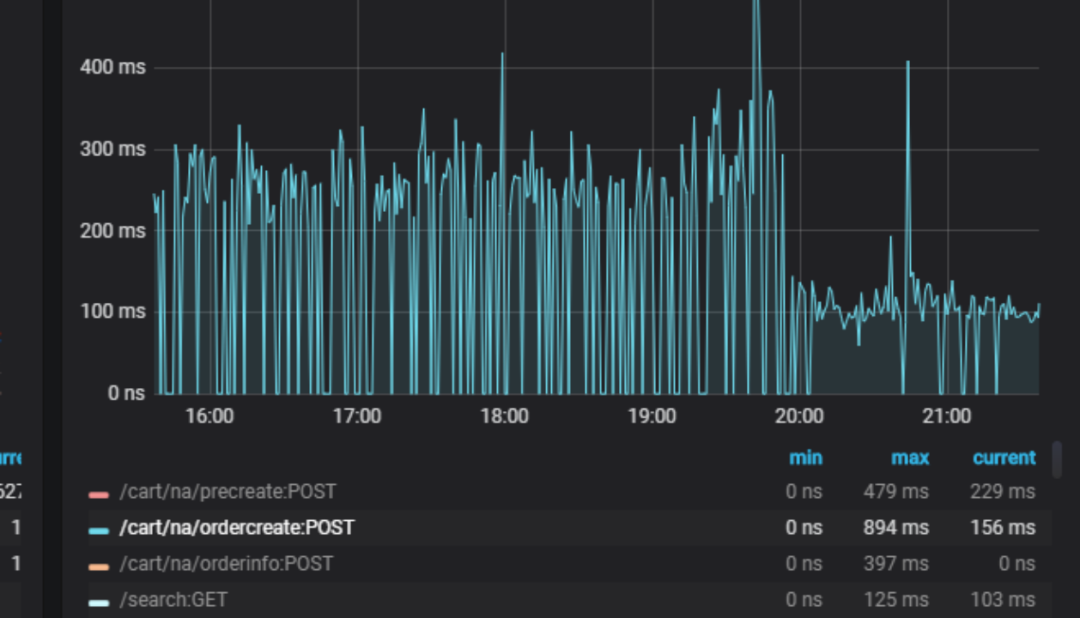 400 ms
300 ms
200 ms
100 ms
0 ns
16:00 17:00 18:00 19:00 20:00 21:00
min max current
/cart/na/precreate:POST 0 ns 479 ms 229 ms
/cart/na/ordercreate:POST 0 ns 894 ms 156 ms
1
/cart/na/orderinfo:POST 0 ns 397 ms 0 ns
1
/search:GET 0 ns 125 ms 103 ms